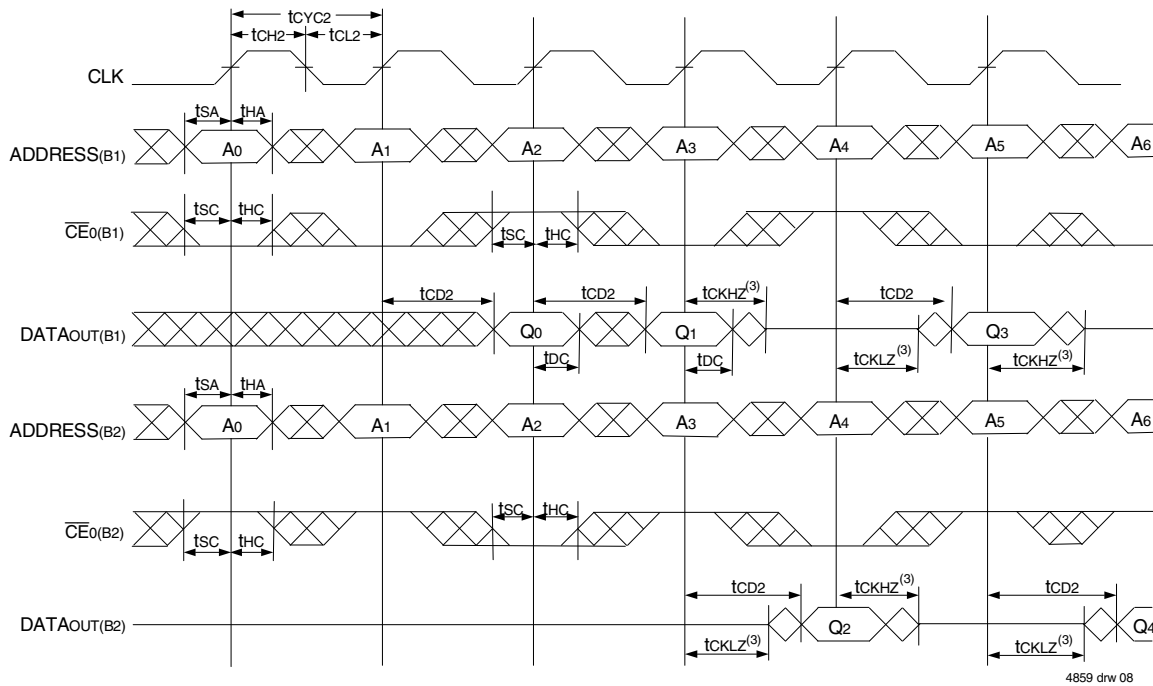 tCYC2
tCH2 tCL2
CLK
tSA tHA
ADDRESS(B1) A0 A1 A2 A3 A4 A5 A6
tSC tHC
CE0(B1)
tSC tHC
tCD2 tCD2 tCKHZ(3) tCD2
DATAOUT(B1) Q0 Q1 Q3
tDC tDC tCKLZ(3) tCKHZ(3)
tSA tHA
ADDRESS(B2) A0 A1 A2 A3 A4 A5 A6
tSC tHC
CE0(B2)
tSC tHC
tCD2 tCKHZ(3) tCD2
DATAOUT(B2) Q2 Q4
tCKLZ(3) tCKLZ(3)
4859 drw 08